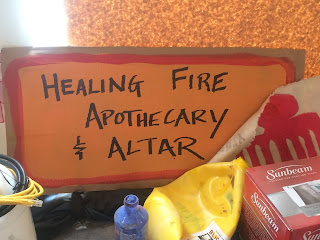 HEALING FIRE
APOTHECARY
& ALTAR
Sunbeam
Sunbeam